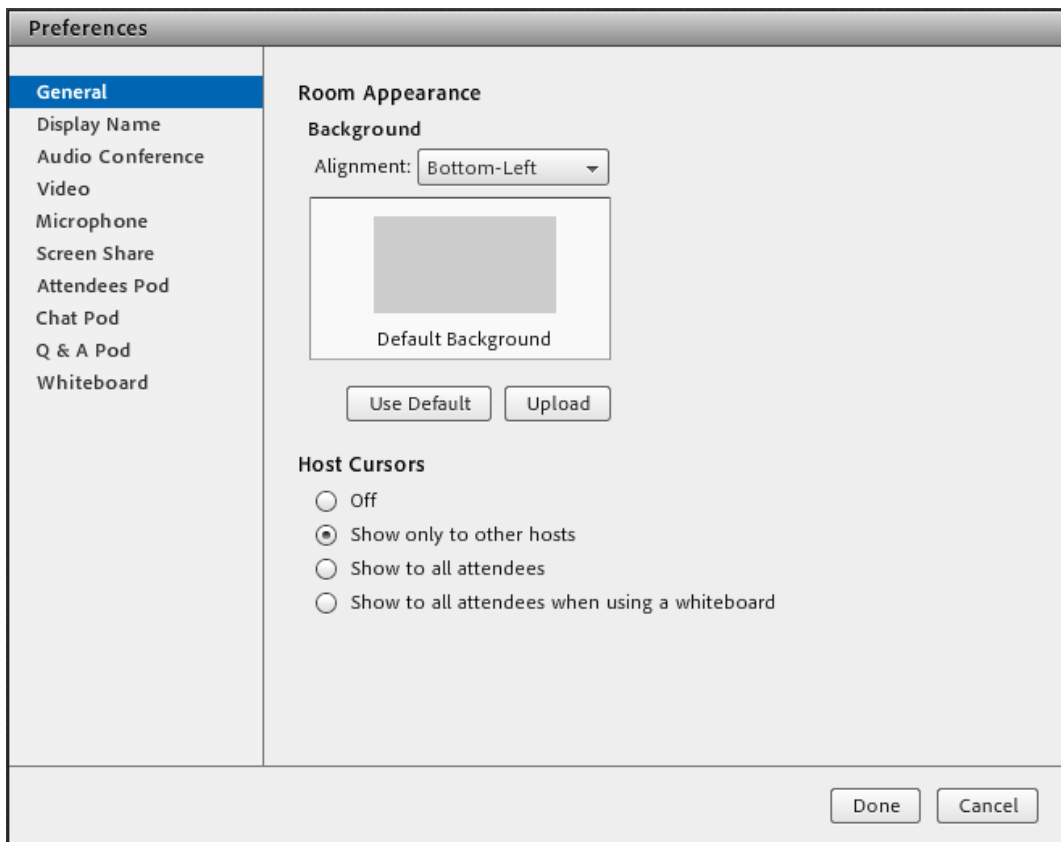 Preferences
General
Display Name
Audio Conference
Video
Microphone
Screen Share
Attendees Pod
Chat Pod
Q & A Pod
Whiteboard
Room Appearance
Background
Alignment: Bottom-Left
Default Background
Use Default Upload
Host Cursors
Off
Show only to other hosts
Show to all attendees
Show to all attendees when using a whiteboard
Done Cancel